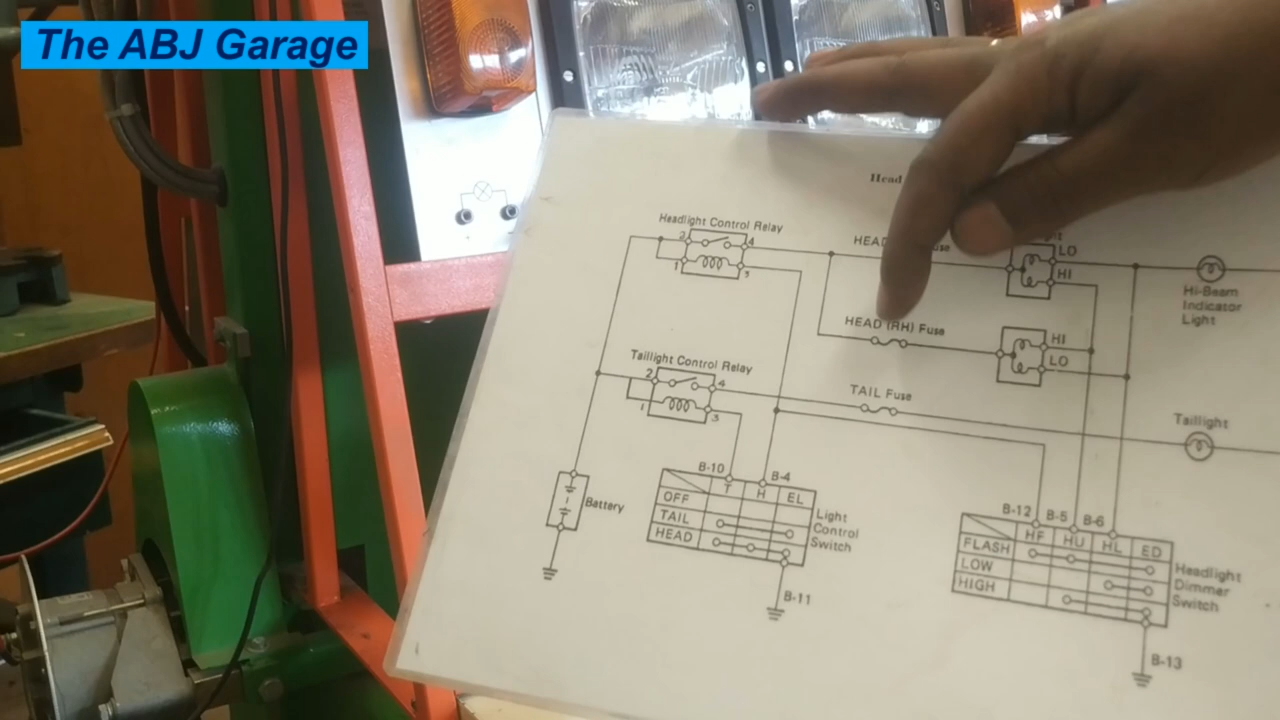 The ABJ Garage
Head
Headlight Control Relay
2
4
1
3
HEAD
use
LO
HI
Hi-Beam
Indicator
Light
HEAD (RH) Fuse
HI
LO
Taillight Control Relay
2
4
1
3
TAIL Fuse
Taillight
Battery
B-10
B-4
T H EL
OFF
TAIL
HEAD
Light
Control
Switch
B-11
B-12 B-5 B-6
HF HU HL ED
FLASH
LOW
HIGH
Headlight
Dimmer
Switch
B-13